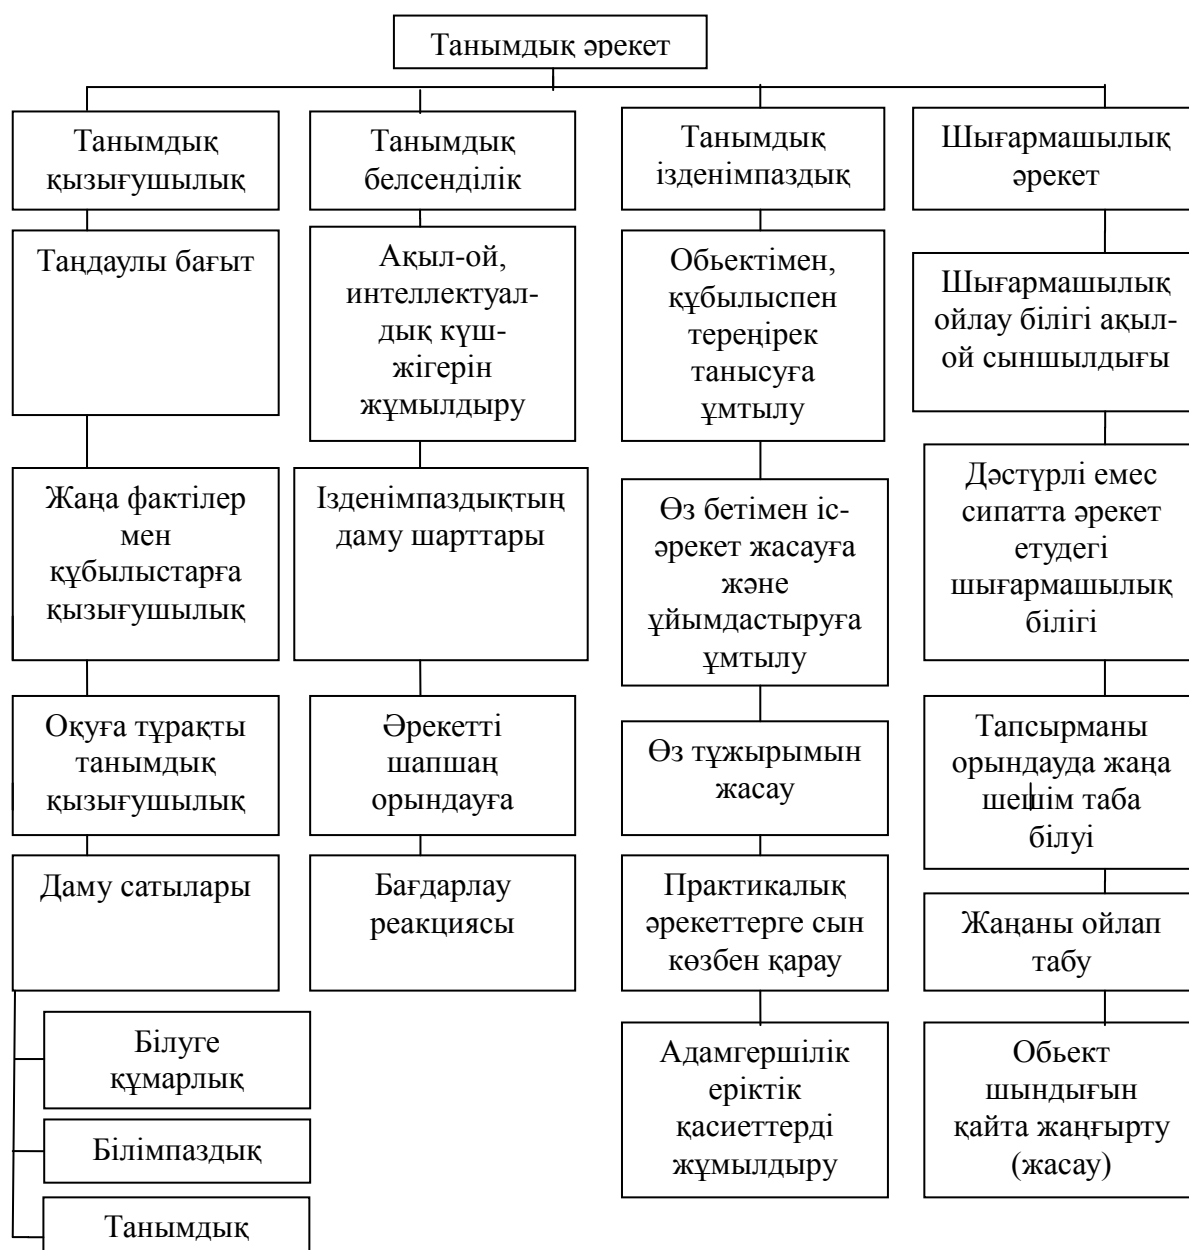 Танымдық әрекет
Танымдық
қызығушылық
Таңдаулы бағыт
Жаңа фактілер
мен
құбылыстарға
қызығушылық
Оқуға тұрақты
танымдық
қызығушылық
Даму сатылары
Білуге
құмарлық
Білімпаздық
Танымдық
Танымдық
белсенділік
Ақыл-ой,
интеллектуал-
дық күш-
жігерін
жұмылдыру
Ізденімпаздықтың
даму шарттары
Әрекетті
шапшаң
орындауға
Бағдарлау
реакциясы
Танымдық
ізденімпаздық
Обьектімен,
құбылыспен
тереңірек
танысуға
ұмтылу
Өз бетімен іс-
әрекет жасауға
және
ұйымдастыруға
ұмтылу
Өз тұжырымын
жасау
Практикалық
әрекеттерге сын
көзбен қарау
Адамгершілік
еріктік
қасиеттерді
жұмылдыру
Шығармашылық
әрекет
Шығармашылық
ойлау білігі ақыл-
ой сыншылдығы
Дәстүрлі емес
сипатта әрекет
етудегі
шығармашылық
білігі
Тапсырманы
орындауда жаңа
шешім таба
білуі
Жаңаны ойлап
табу
Обьект
шындығын
қайта жаңғырту
(жасау)